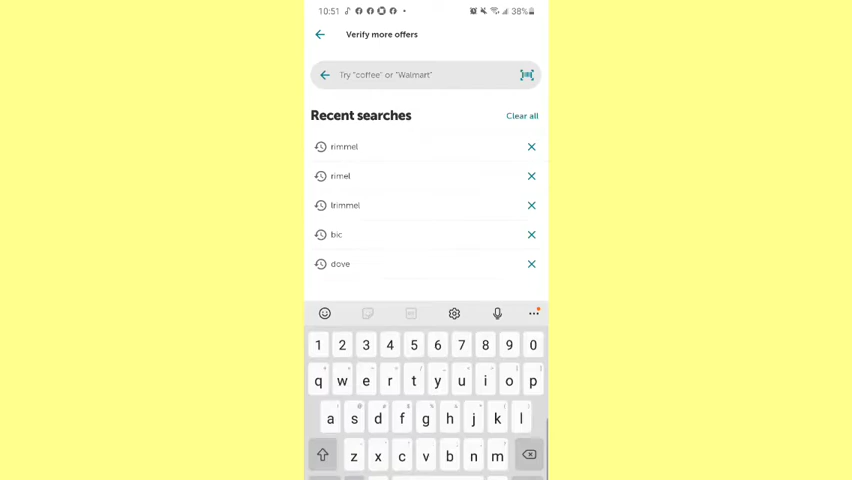 10:51 38%
Verify more offers
Try "coffee" or "Walmart"
Recent searches Clear all
rimmel
rimel
lrimmel
bic
dove
1 2 3 4 5 6 7 8 9 0
q w e r t y u i o p
a s d f g h j k l
z x c v b n m